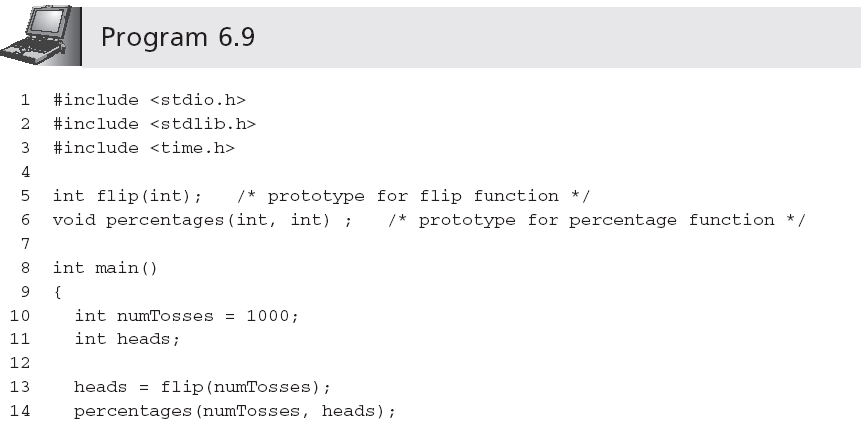 Program 6.9
1 #include <stdio.h>
2 #include <stdlib.h>
3 #include <time.h>
4
5 int flip(int);   /* prototype for flip function */
6 void percentages(int, int) ;   /* prototype for percentage function */
7
8 int main()
9 {
10   int numTosses = 1000;
11   int heads;
12
13   heads = flip(numTosses);
14   percentages(numTosses, heads);